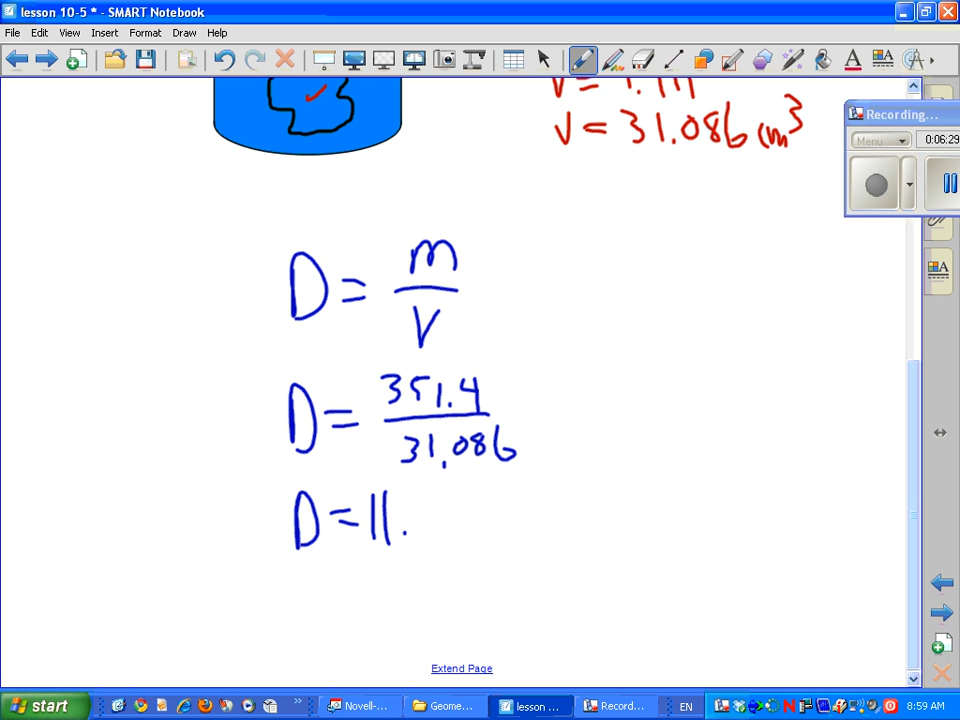 lesson 10-5 * - SMART Notebook
File Edit View Insert Format Draw Help
V = 31.086 cm3
Recording...
Menu
0:06:29
D = m
V
D = 351.4
31.086
D = 11.
Extend Page
start
Novell-...
Geome...
lesson ...
Record...
EN
8:59 AM